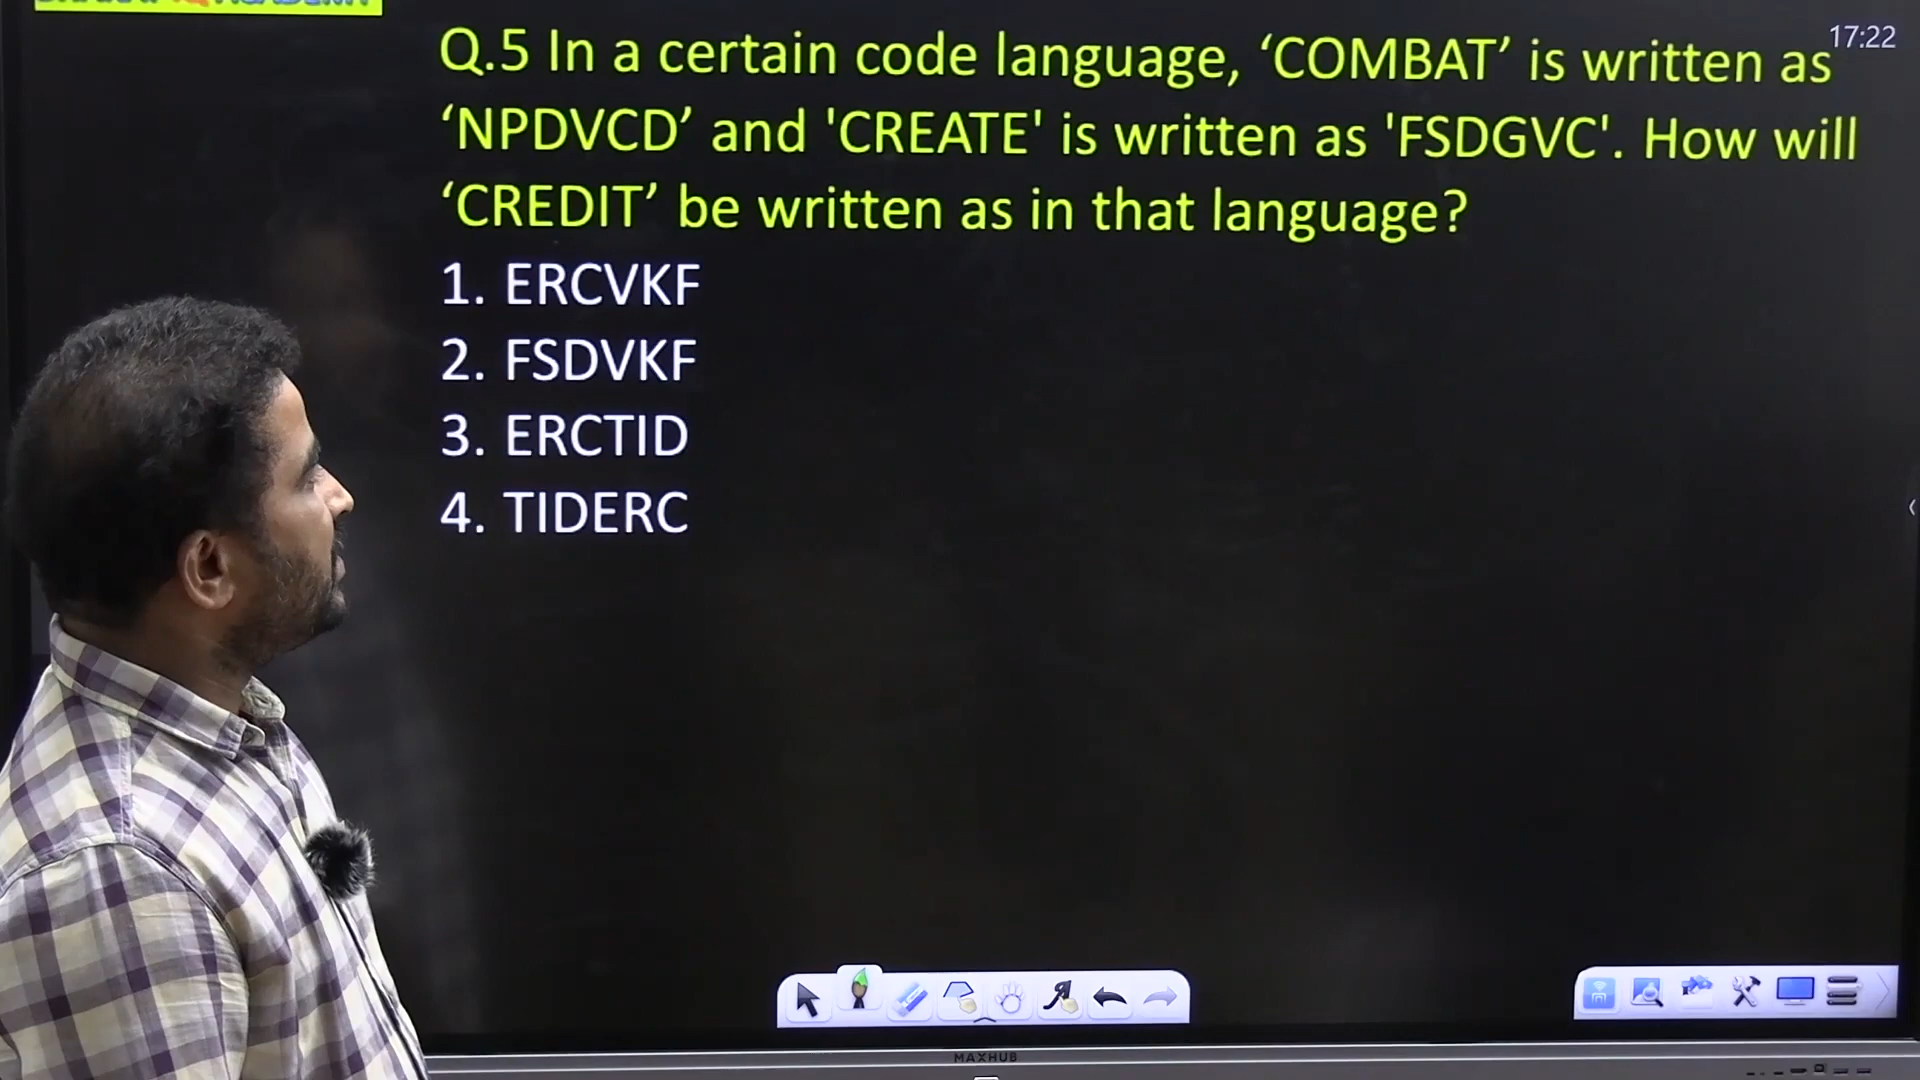 17:22
Q.5 In a certain code language, ‘COMBAT’ is written as
‘NPDVCD’ and 'CREATE' is written as 'FSDGVC'. How will
‘CREDIT’ be written as in that language?
1. ERCVKF
2. FSDVKF
3. ERCTID
4. TIDERC
MAXHUB